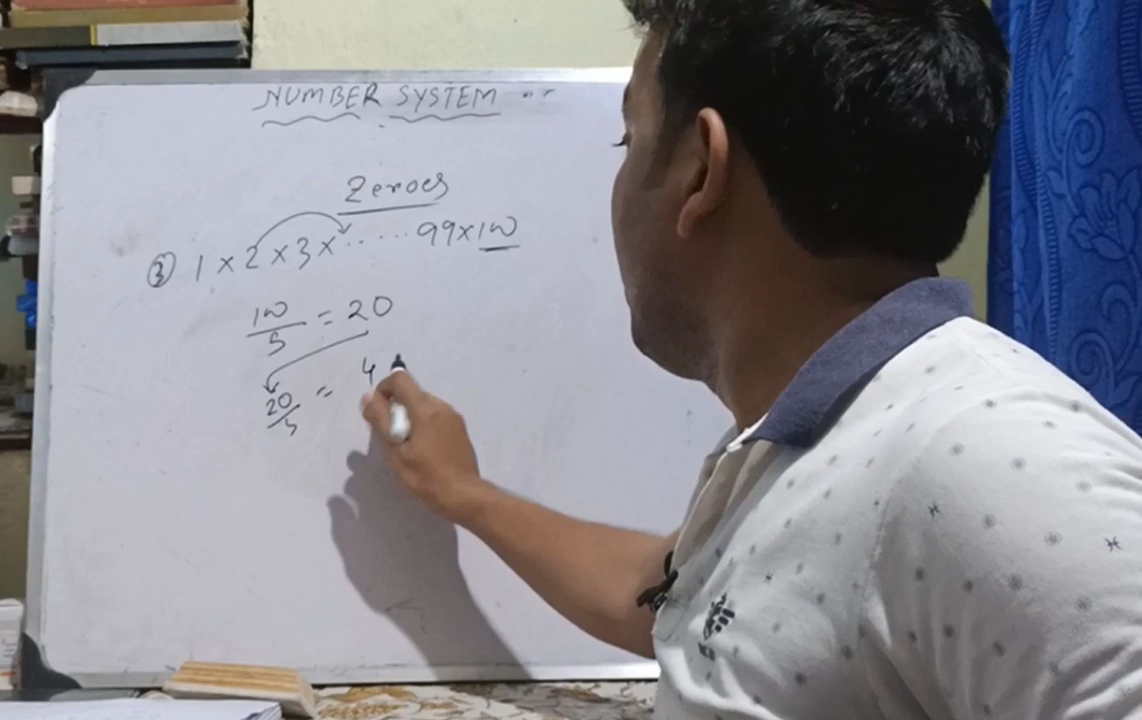 NUMBER SYSTEM
Zeroes
③ 1 × 2 × 3 × ...... 99 × 100
100/5 = 20
20/5 = 4